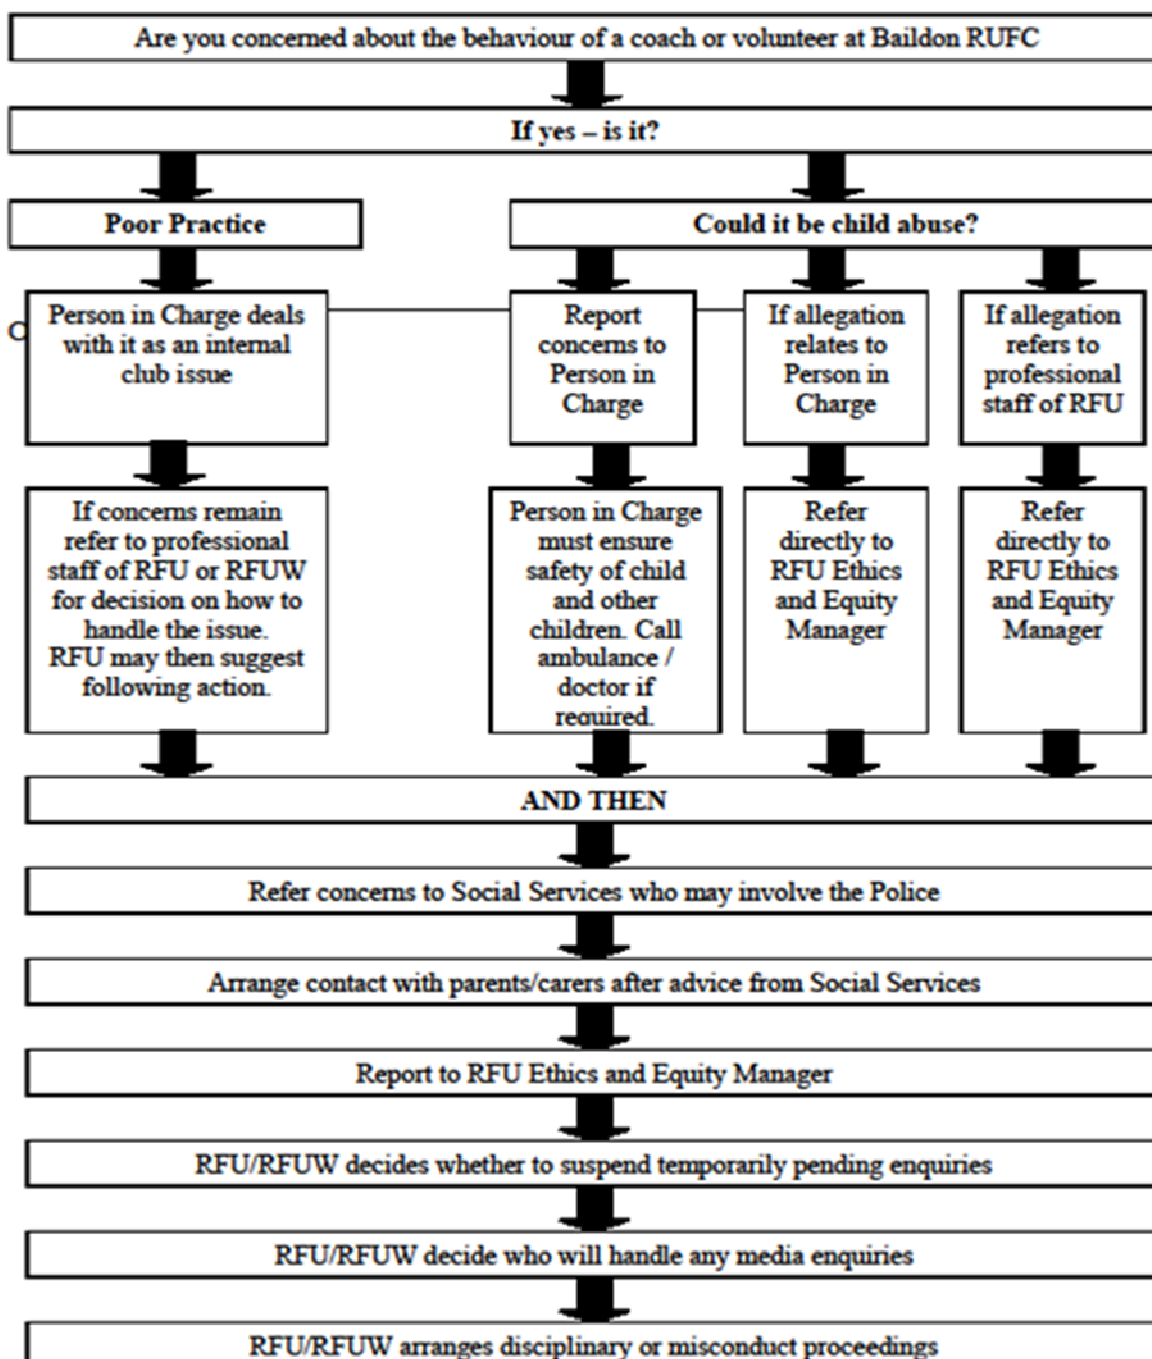 Are you concerned about the behaviour of a coach or volunteer at Baildon RUFC
If yes – is it?
Poor Practice
Could it be child abuse?
Person in Charge deals
with it as an internal
club issue
Report
concerns to
Person in
Charge
If allegation
relates to
Person in
Charge
If allegation
refers to
professional
staff of RFU
If concerns remain
refer to professional
staff of RFU or RFUW
for decision on how to
handle the issue.
RFU may then suggest
following action.
Person in Charge
must ensure
safety of child
and other
children. Call
ambulance /
doctor if
required.
Refer
directly to
RFU Ethics
and Equity
Manager
Refer
directly to
RFU Ethics
and Equity
Manager
AND THEN
Refer concerns to Social Services who may involve the Police
Arrange contact with parents/carers after advice from Social Services
Report to RFU Ethics and Equity Manager
RFU/RFUW decides whether to suspend temporarily pending enquiries
RFU/RFUW decide who will handle any media enquiries
RFU/RFUW arranges disciplinary or misconduct proceedings